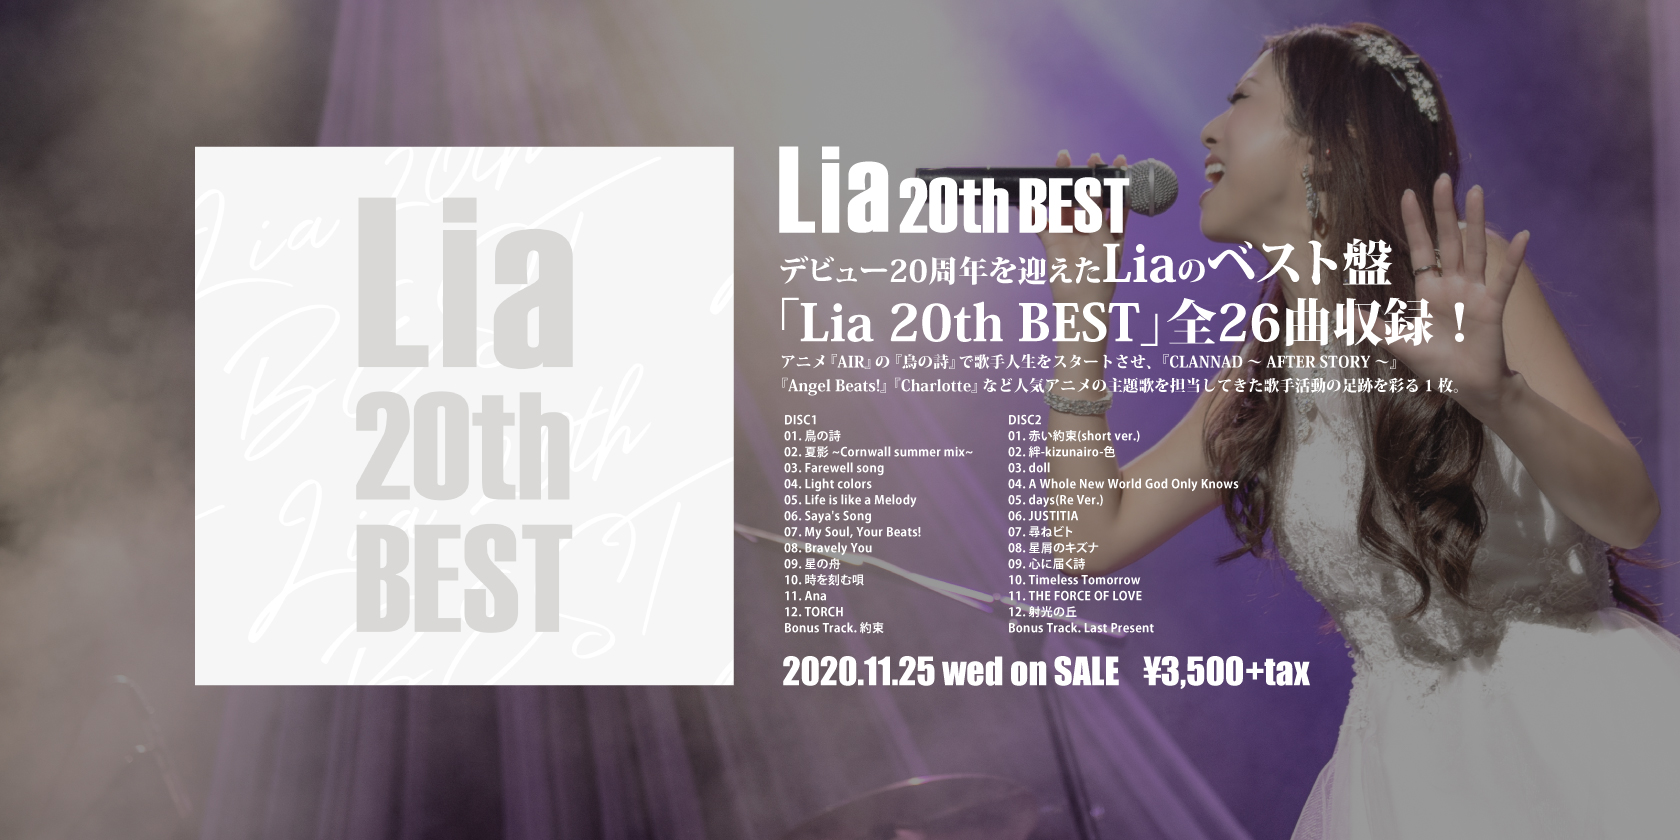 Lia
20th
BEST
Lia 20th BEST
デビュー20周年を迎えたLiaのベスト盤
「Lia 20th BEST」全26曲収録！
アニメ『AIR』の『鳥の詩』で歌手人生をスタートさせ、『CLANNAD ～ AFTER STORY ～』
『Angel Beats!』『Charlotte』など人気アニメの主題歌を担当してきた歌手活動の足跡を彩る 1 枚。
DISC1
01. 鳥の詩
02. 夏影 ~Cornwall summer mix~
03. Farewell song
04. Light colors
05. Life is like a Melody
06. Saya's Song
07. My Soul, Your Beats!
08. Bravely You
09. 星の舟
10. 時を刻む唄
11. Ana
12. TORCH
Bonus Track. 約束
DISC2
01. 赤い約束(short ver.)
02. 絆-kizunairo-色
03. doll
04. A Whole New World God Only Knows
05. days(Re Ver.)
06. JUSTITIA
07. 尋ねビト
08. 星屑のキズナ
09. 心に届く詩
10. Timeless Tomorrow
11. THE FORCE OF LOVE
12. 射光の丘
Bonus Track. Last Present
2020.11.25 wed on SALE ¥3,500+tax